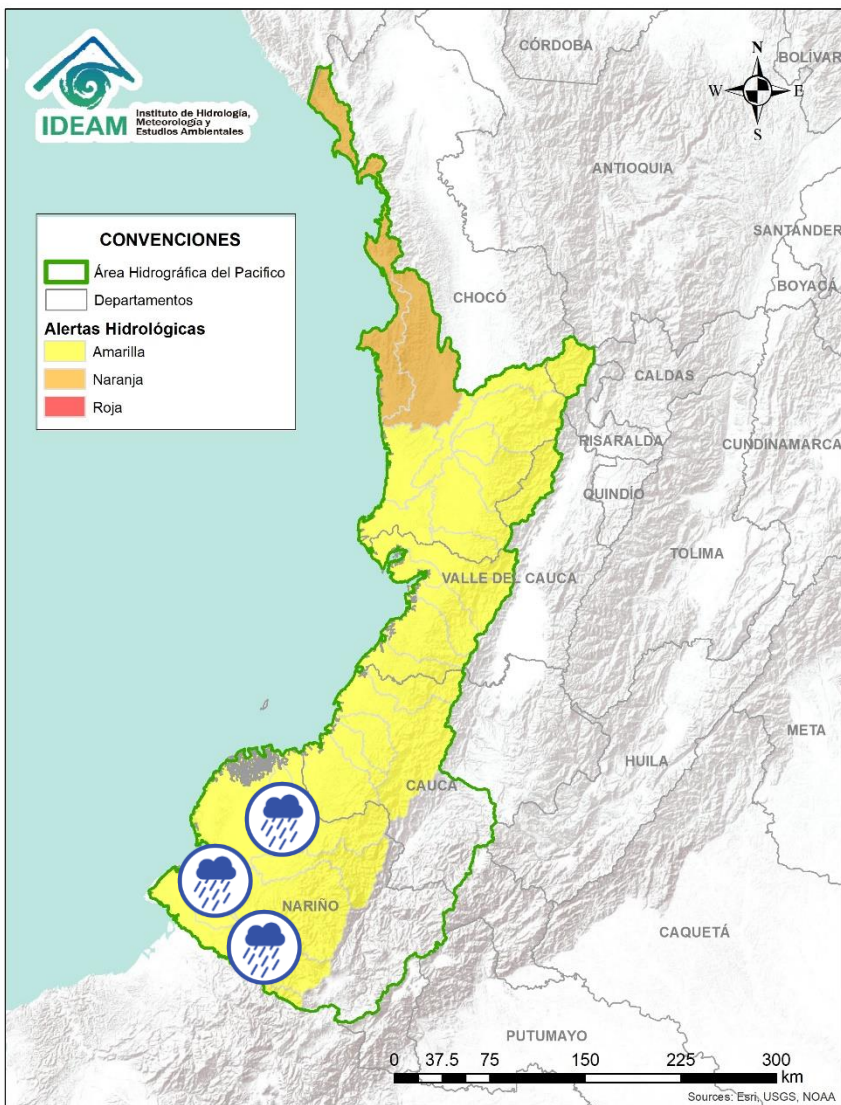 IDEAM
Instituto de Hidrología,
Meteorología y
Estudios Ambientales
CÓRDOBA
BOLÍVAR
N
W
E
S
ANTIOQUIA
SANTANDER
BOYACÁ
CONVENCIONES
Área Hidrográfica del Pacifico
Departamentos
Alertas Hidrológicas
Amarilla
Naranja
Roja
CHOCÓ
CALDAS
RISARALDA
CUNDINAMARCA
QUINDÍO
TOLIMA
VALLE DEL CAUCA
META
HUILA
CAUCA
NARIÑO
CAQUETÁ
PUTUMAYO
0 37.5 75 150 225 300
km
Sources: Esri, USGS, NOAA